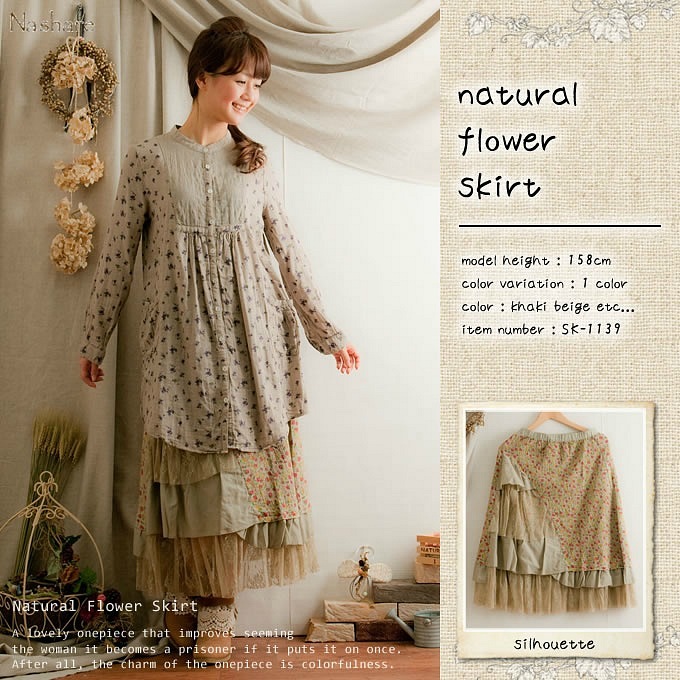 Nashare
natural
flower
skirt
model height : 158cm
color variation : 1 color
color : khaki beige etc...
item number : SK-1139
NATURA
Silhouette
Natural Flower Skirt
A lovely onepiece that improves seeming
the woman it becomes a prisoner if it puts it on once.
After all, the charm of the onepiece is colorfulness.